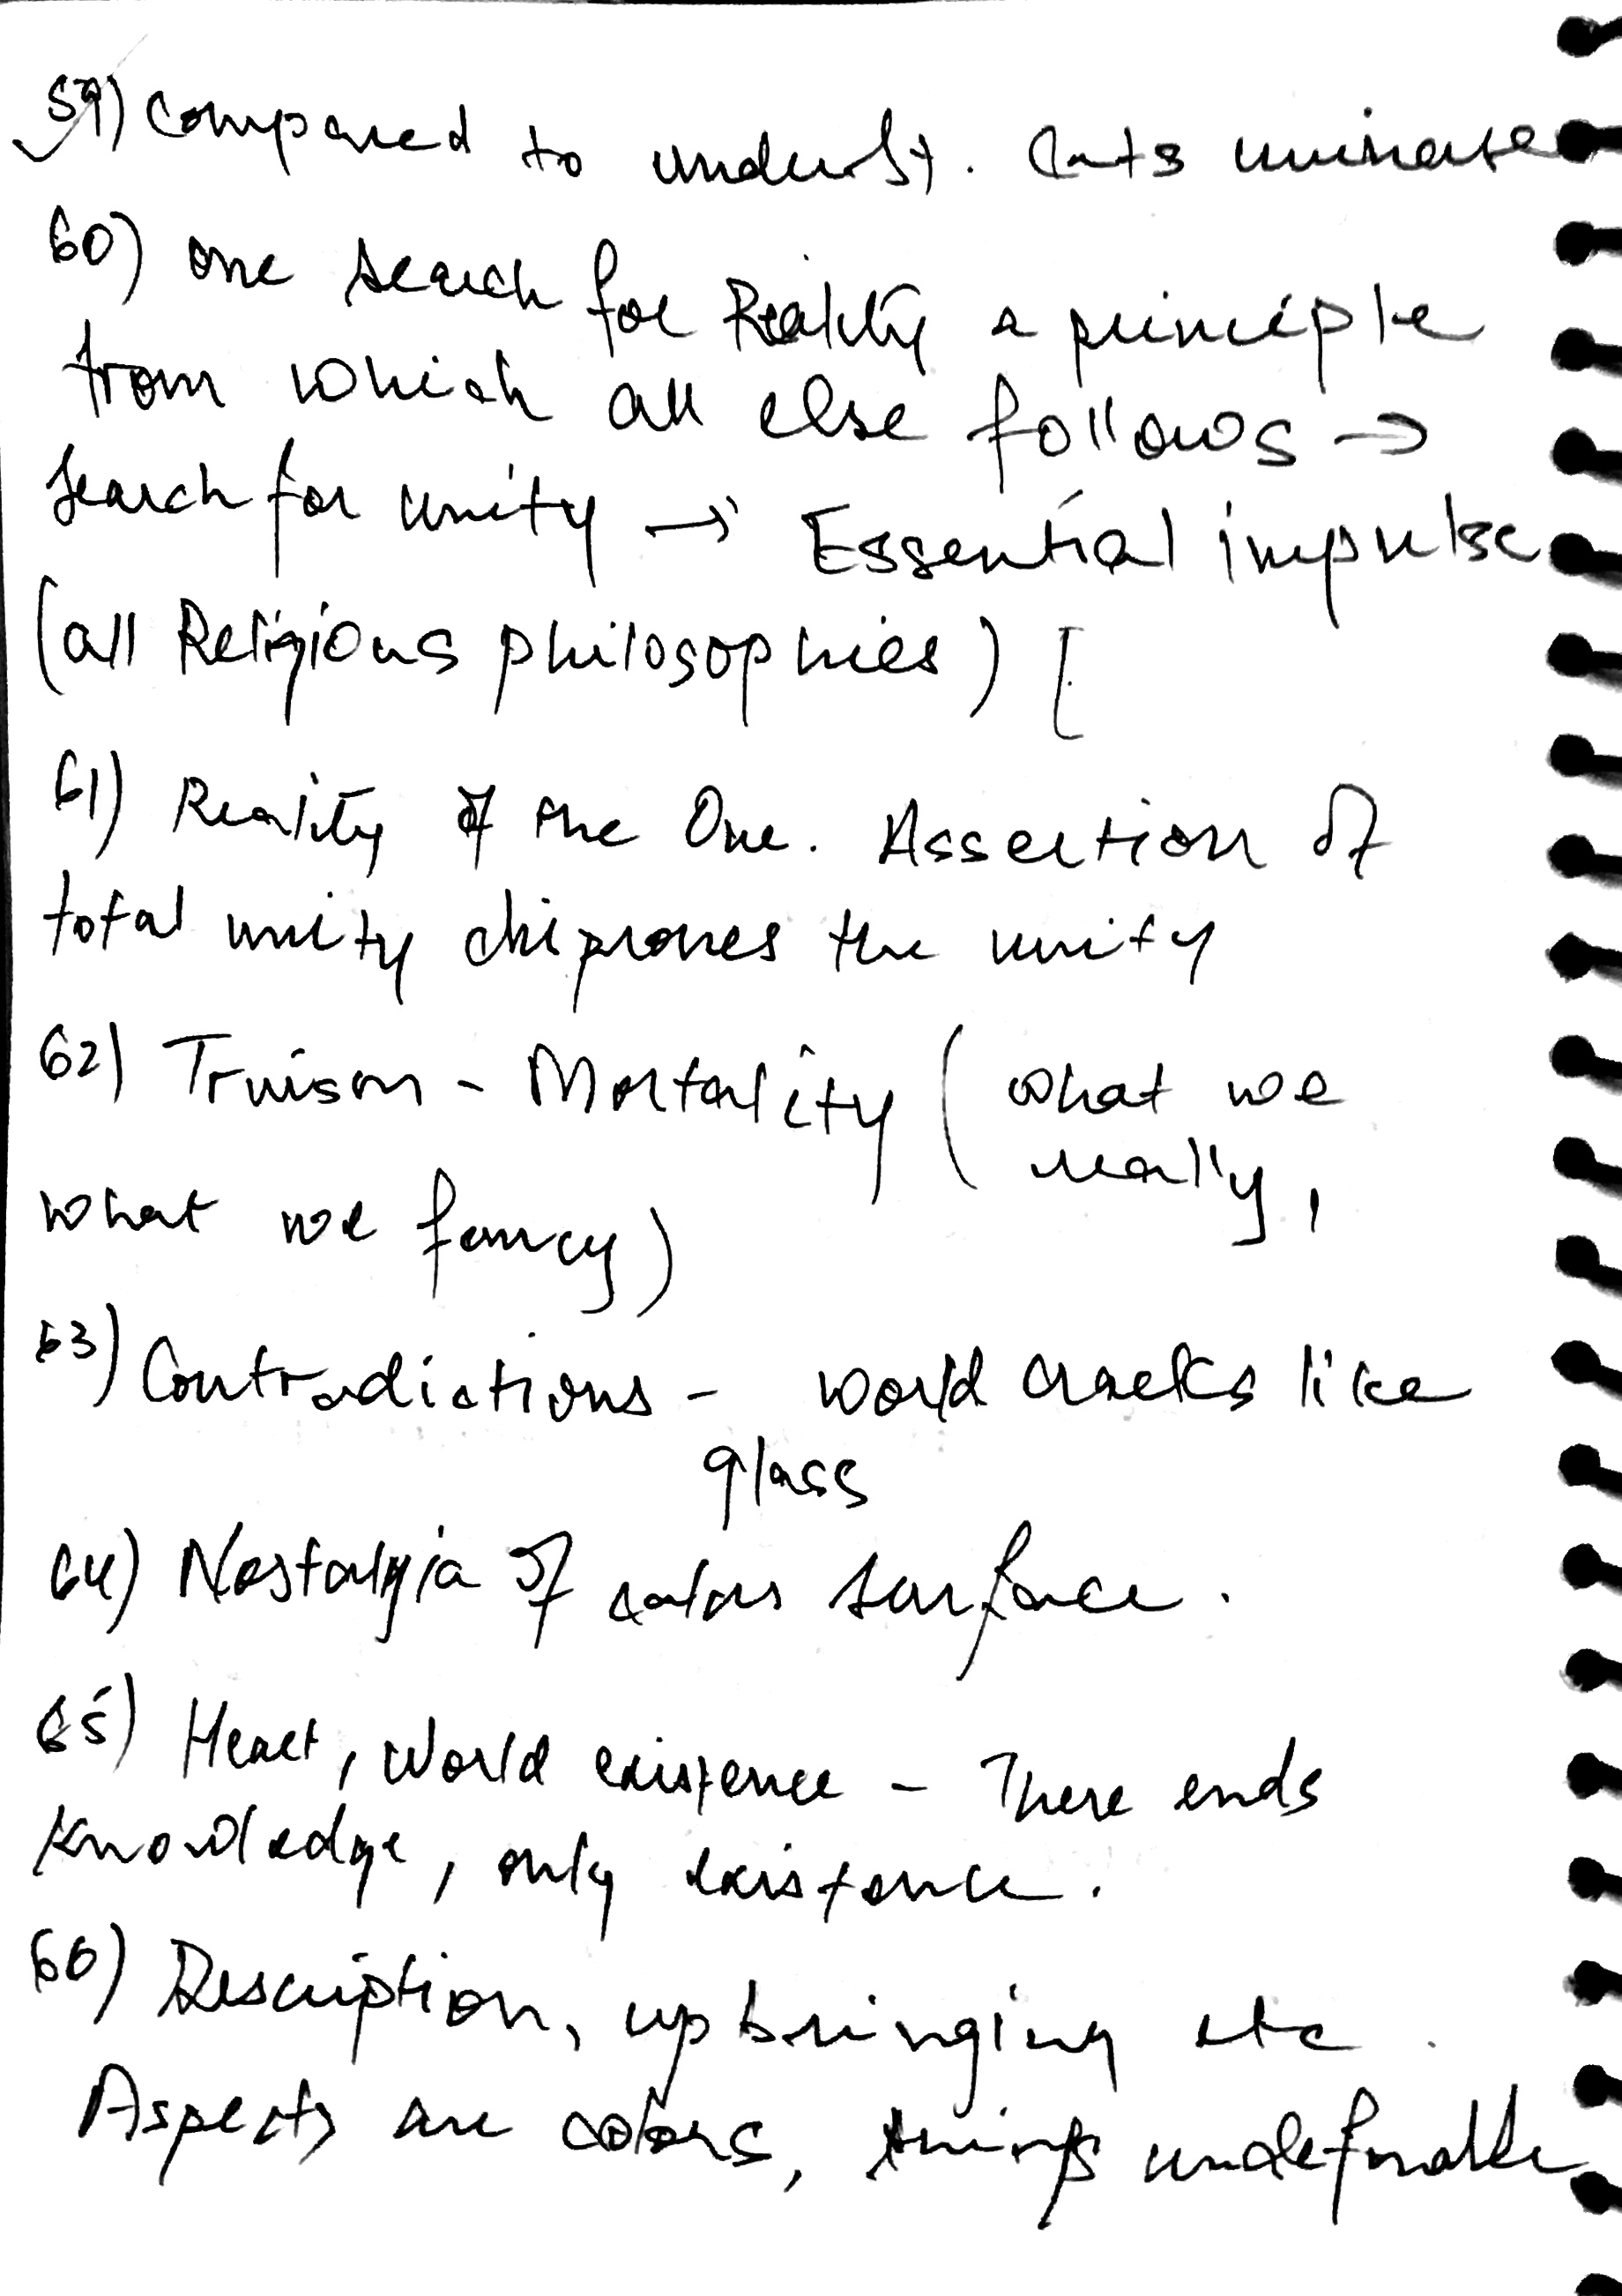 59) Compared to underst. Cats universe
60) One search for Reality a principle
from which all else follows →
search for unity → Essential impulse
(all Religious philosophies) [
61) Reality of the One. Assertion of
total unity disproves the unity
62) Truism - Mortality (what we
really,
what we fancy)
63) Contradictions - world cracks like
glass
64) Nostalgia of calm surface.
65) Heart, World existence - There ends
knowledge, only existence.
66) Description, upbringing etc.
Aspects are colors, things undefinable